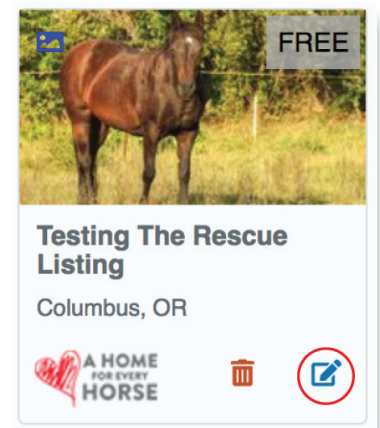 FREE
Testing The Rescue
Listing
Columbus, OR
A HOME
FOR EVERY
HORSE